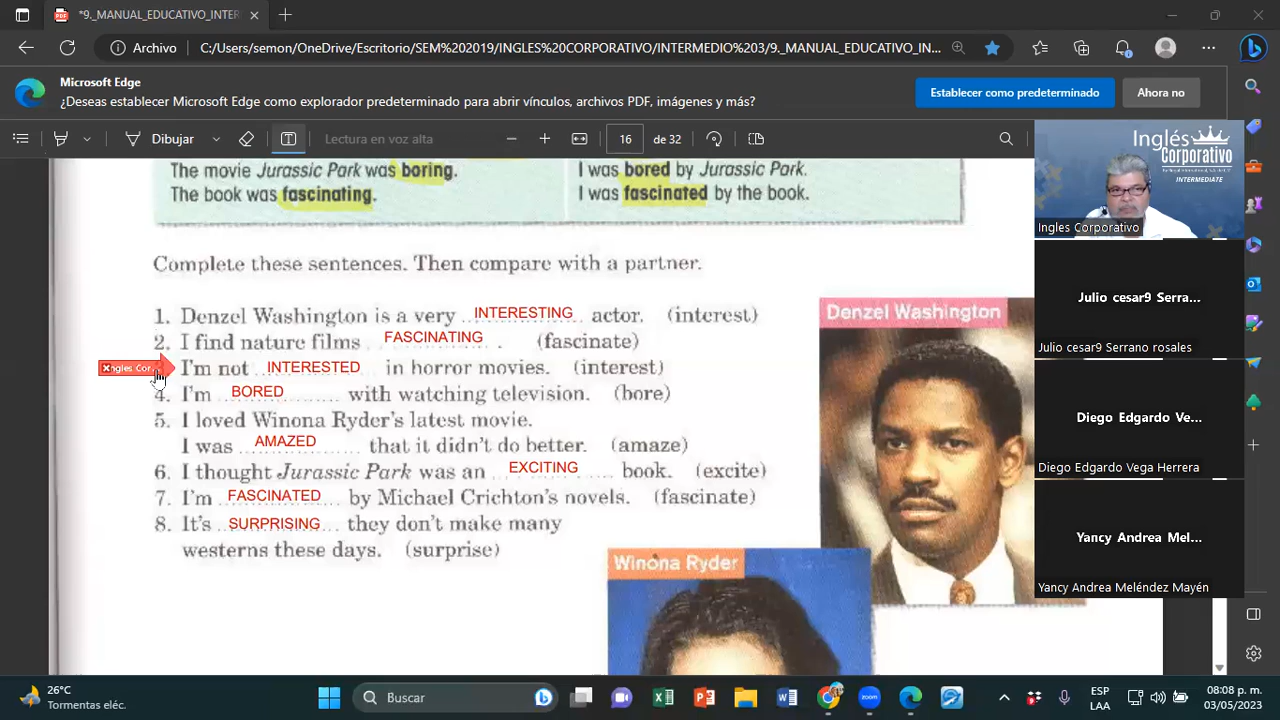 *9._MANUAL_EDUCATIVO_INTER
Archivo C:/Users/semon/OneDrive/Escritorio/SEM%202019/INGLES%20CORPORATIVO/INTERMEDIO%203/9._MANUAL_EDUCATIVO_IN...
Microsoft Edge
¿Deseas establecer Microsoft Edge como explorador predeterminado para abrir vínculos, archivos PDF, imágenes y más?
Establecer como predeterminado
Ahora no
Dibujar
Lectura en voz alta
16 de 32
The movie Jurassic Park was boring.
The book was fascinating.
I was bored by Jurassic Park.
I was fascinated by the book.
Complete these sentences. Then compare with a partner.
1. Denzel Washington is a very INTERESTING actor. (interest)
2. I find nature films FASCINATING . (fascinate)
3. I'm not INTERESTED in horror movies. (interest)
4. I'm BORED with watching television. (bore)
5. I loved Winona Ryder's latest movie.
I was AMAZED that it didn't do better. (amaze)
6. I thought Jurassic Park was an EXCITING book. (excite)
7. I'm FASCINATED by Michael Crichton's novels. (fascinate)
8. It's SURPRISING they don't make many
westerns these days. (surprise)
Denzel Washington
Winona Ryder
Inglés
Corporativo
INTERMEDIATE
Ingles Corporativo
Julio cesar9 Serra...
Julio cesar9 Serrano rosales
Diego Edgardo Ve...
Diego Edgardo Vega Herrera
Yancy Andrea Mel...
Yancy Andrea Meléndez Mayén
26°C
Tormentas eléc.
Buscar
zoom
ESP
LAA
08:08 p. m.
03/05/2023